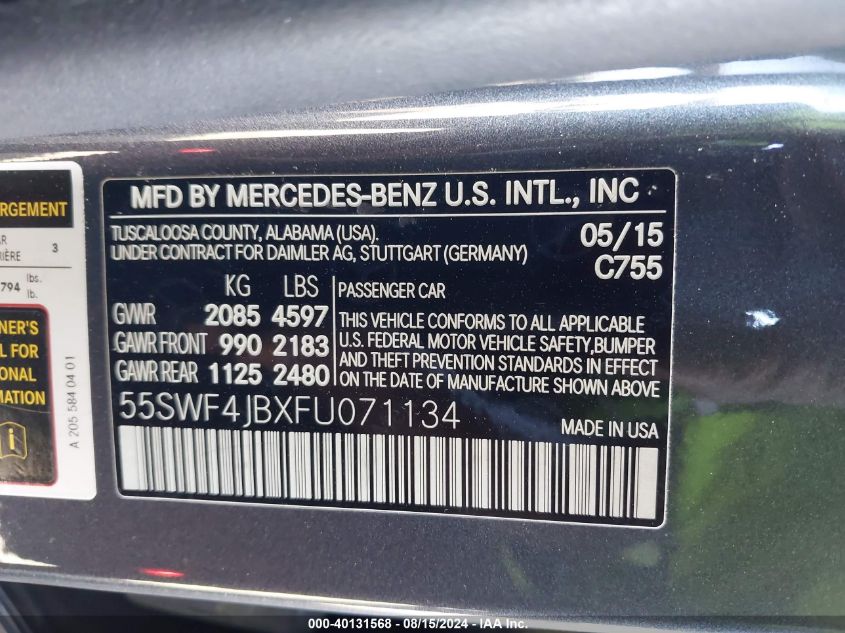 RGEMENT
AR
RIÈRE 3
794 lbs.
lb.
NER'S
L FOR
ONAL
MATION
A 205 584 04 01
MFD BY MERCEDES-BENZ U.S. INTL., INC
TUSCALOOSA COUNTY, ALABAMA (USA).
UNDER CONTRACT FOR DAIMLER AG, STUTTGART (GERMANY)
05/15
C755
KG LBS
GVWR 2085 4597
GAWR FRONT 990 2183
GAWR REAR 1125 2480
PASSENGER CAR
THIS VEHICLE CONFORMS TO ALL APPLICABLE
U.S. FEDERAL MOTOR VEHICLE SAFETY,BUMPER
AND THEFT PREVENTION STANDARDS IN EFFECT
ON THE DATE OF MANUFACTURE SHOWN ABOVE
55SWF4JBXFU071134
MADE IN USA
000-40131568 - 08/15/2024 - IAA Inc.